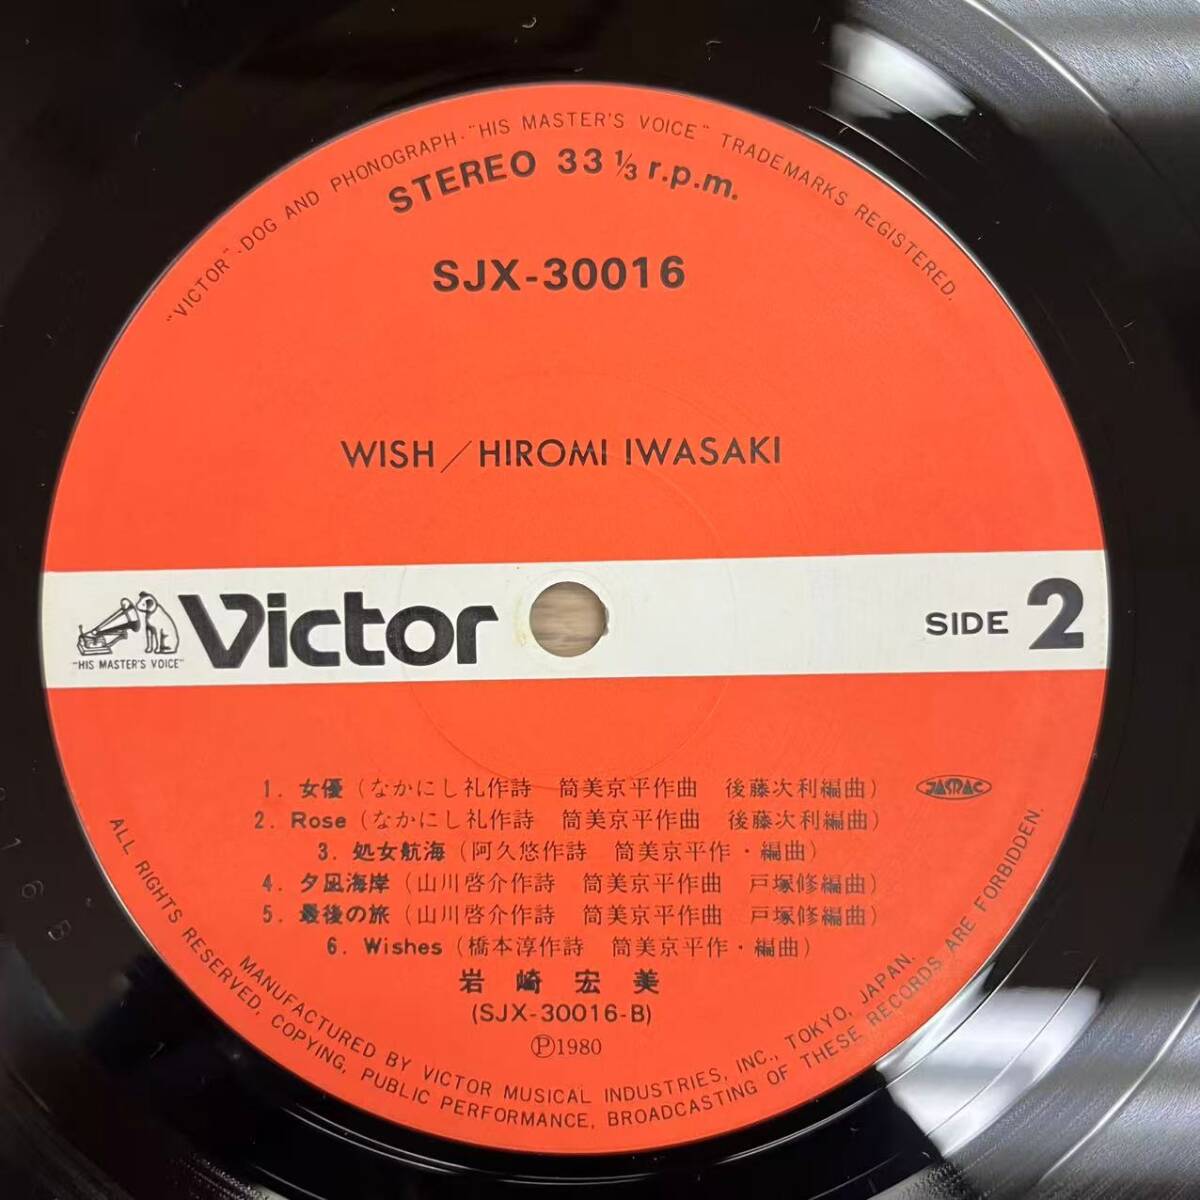 "VICTOR"-DOG AND PHONOGRAPH-"HIS MASTER'S VOICE" TRADEMARKS REGISTERED.
STEREO 33 1/3 r.p.m.
SJX-30016
WISH/HIROMI IWASAKI
"HIS MASTER'S VOICE"
Victor
SIDE 2
1. 女優（なかにし礼作詩 筒美京平作曲 後藤次利編曲）
JASRAC
2. Rose（なかにし礼作詩 筒美京平作曲 後藤次利編曲）
3. 処女航海（阿久悠作詩 筒美京平作・編曲）
4. 夕凪海岸（山川啓介作詩 筒美京平作曲 戸塚修編曲）
5. 最後の旅（山川啓介作詩 筒美京平作曲 戸塚修編曲）
6. Wishes（橋本淳作詩 筒美京平作・編曲）
岩崎宏美
(SJX-30016-B)
Ⓟ1980
MANUFACTURED BY VICTOR MUSICAL INDUSTRIES, INC., TOKYO, JAPAN.
ALL RIGHTS RESERVED, COPYING, PUBLIC PERFORMANCE, BROADCASTING OF THESE RECORDS ARE FORBIDDEN.